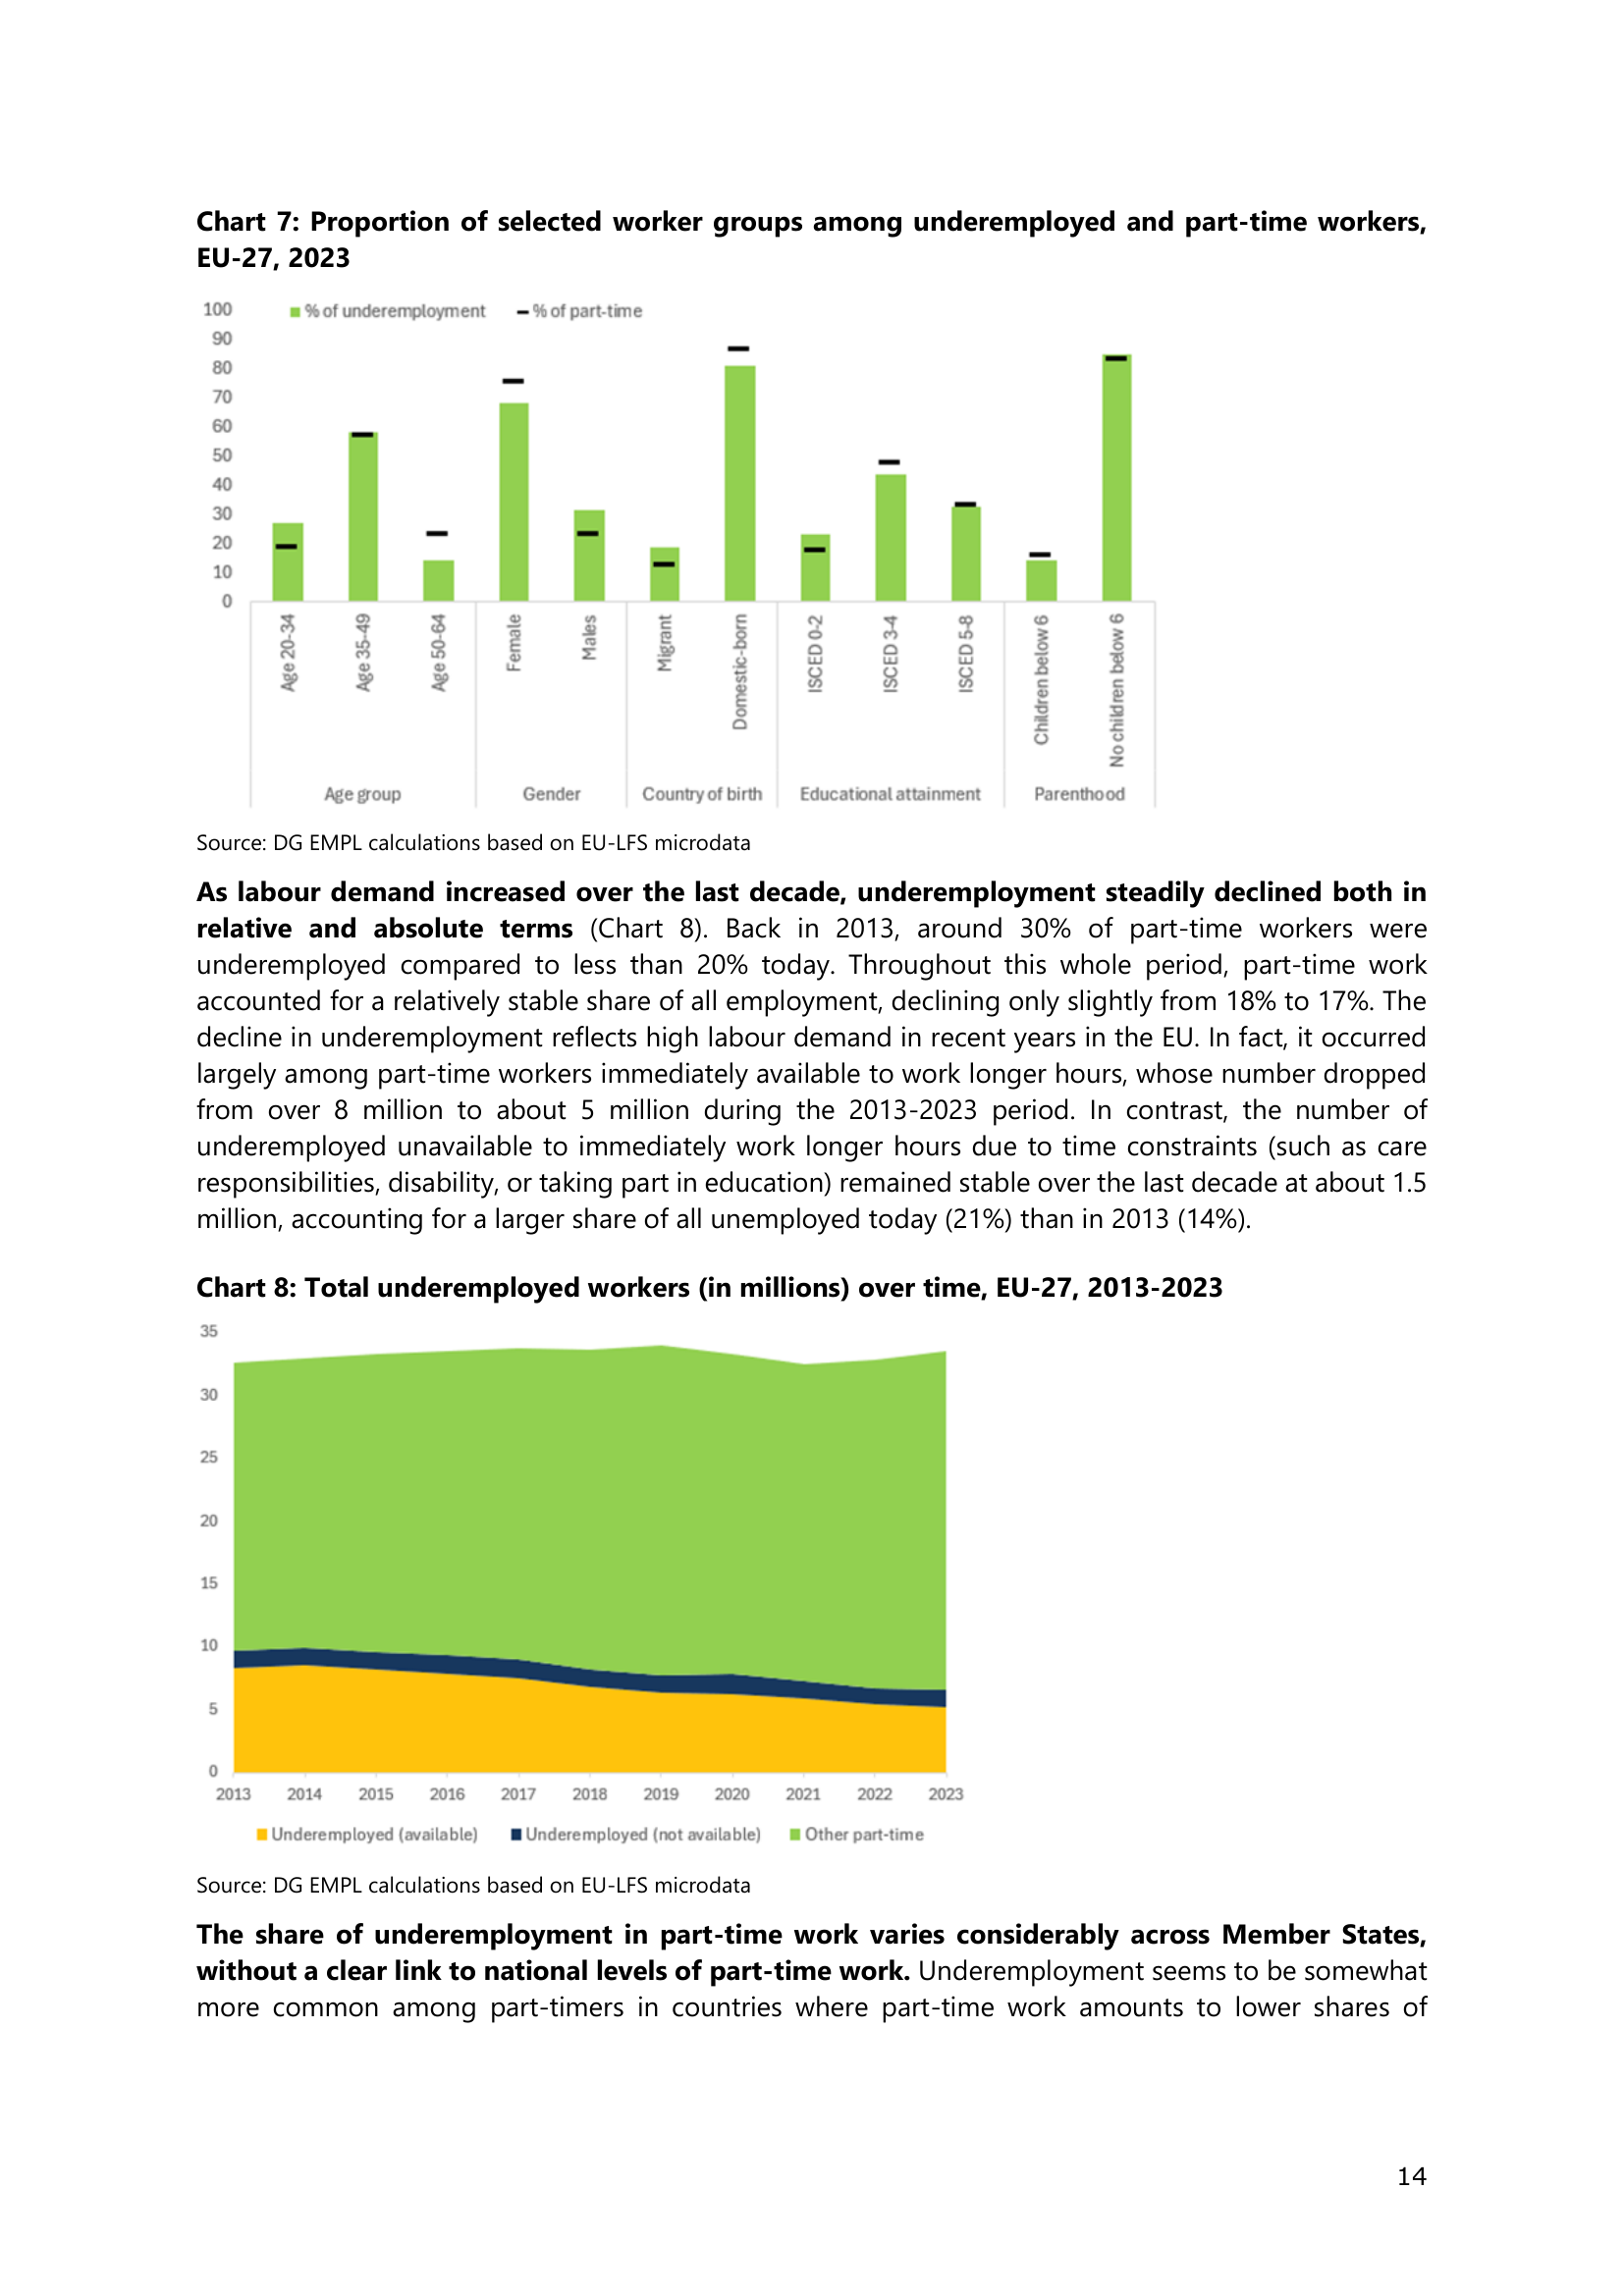 Chart 7: Proportion of selected worker groups among underemployed and part-time workers,
EU-27, 2023
100
90
80
70
60
50
40
30
20
10
0
% of underemployment
% of part-time
Age 20-34
Age 35-49
Age 50-64
Female
Males
Migrant
Domestic-born
ISCED 0-2
ISCED 3-4
ISCED 5-8
Children below 6
No children below 6
Age group
Gender
Country of birth
Educational attainment
Parenthood
Source: DG EMPL calculations based on EU-LFS microdata
As labour demand increased over the last decade, underemployment steadily declined both in
relative and absolute terms (Chart 8). Back in 2013, around 30% of part-time workers were
underemployed compared to less than 20% today. Throughout this whole period, part-time work
accounted for a relatively stable share of all employment, declining only slightly from 18% to 17%. The
decline in underemployment reflects high labour demand in recent years in the EU. In fact, it occurred
largely among part-time workers immediately available to work longer hours, whose number dropped
from over 8 million to about 5 million during the 2013-2023 period. In contrast, the number of
underemployed unavailable to immediately work longer hours due to time constraints (such as care
responsibilities, disability, or taking part in education) remained stable over the last decade at about 1.5
million, accounting for a larger share of all unemployed today (21%) than in 2013 (14%).
Chart 8: Total underemployed workers (in millions) over time, EU-27, 2013-2023
35
30
25
20
15
10
5
0
2013 2014 2015 2016 2017 2018 2019 2020 2021 2022 2023
Underemployed (available)
Underemployed (not available)
Other part-time
Source: DG EMPL calculations based on EU-LFS microdata
The share of underemployment in part-time work varies considerably across Member States,
without a clear link to national levels of part-time work. Underemployment seems to be somewhat
more common among part-timers in countries where part-time work amounts to lower shares of
14